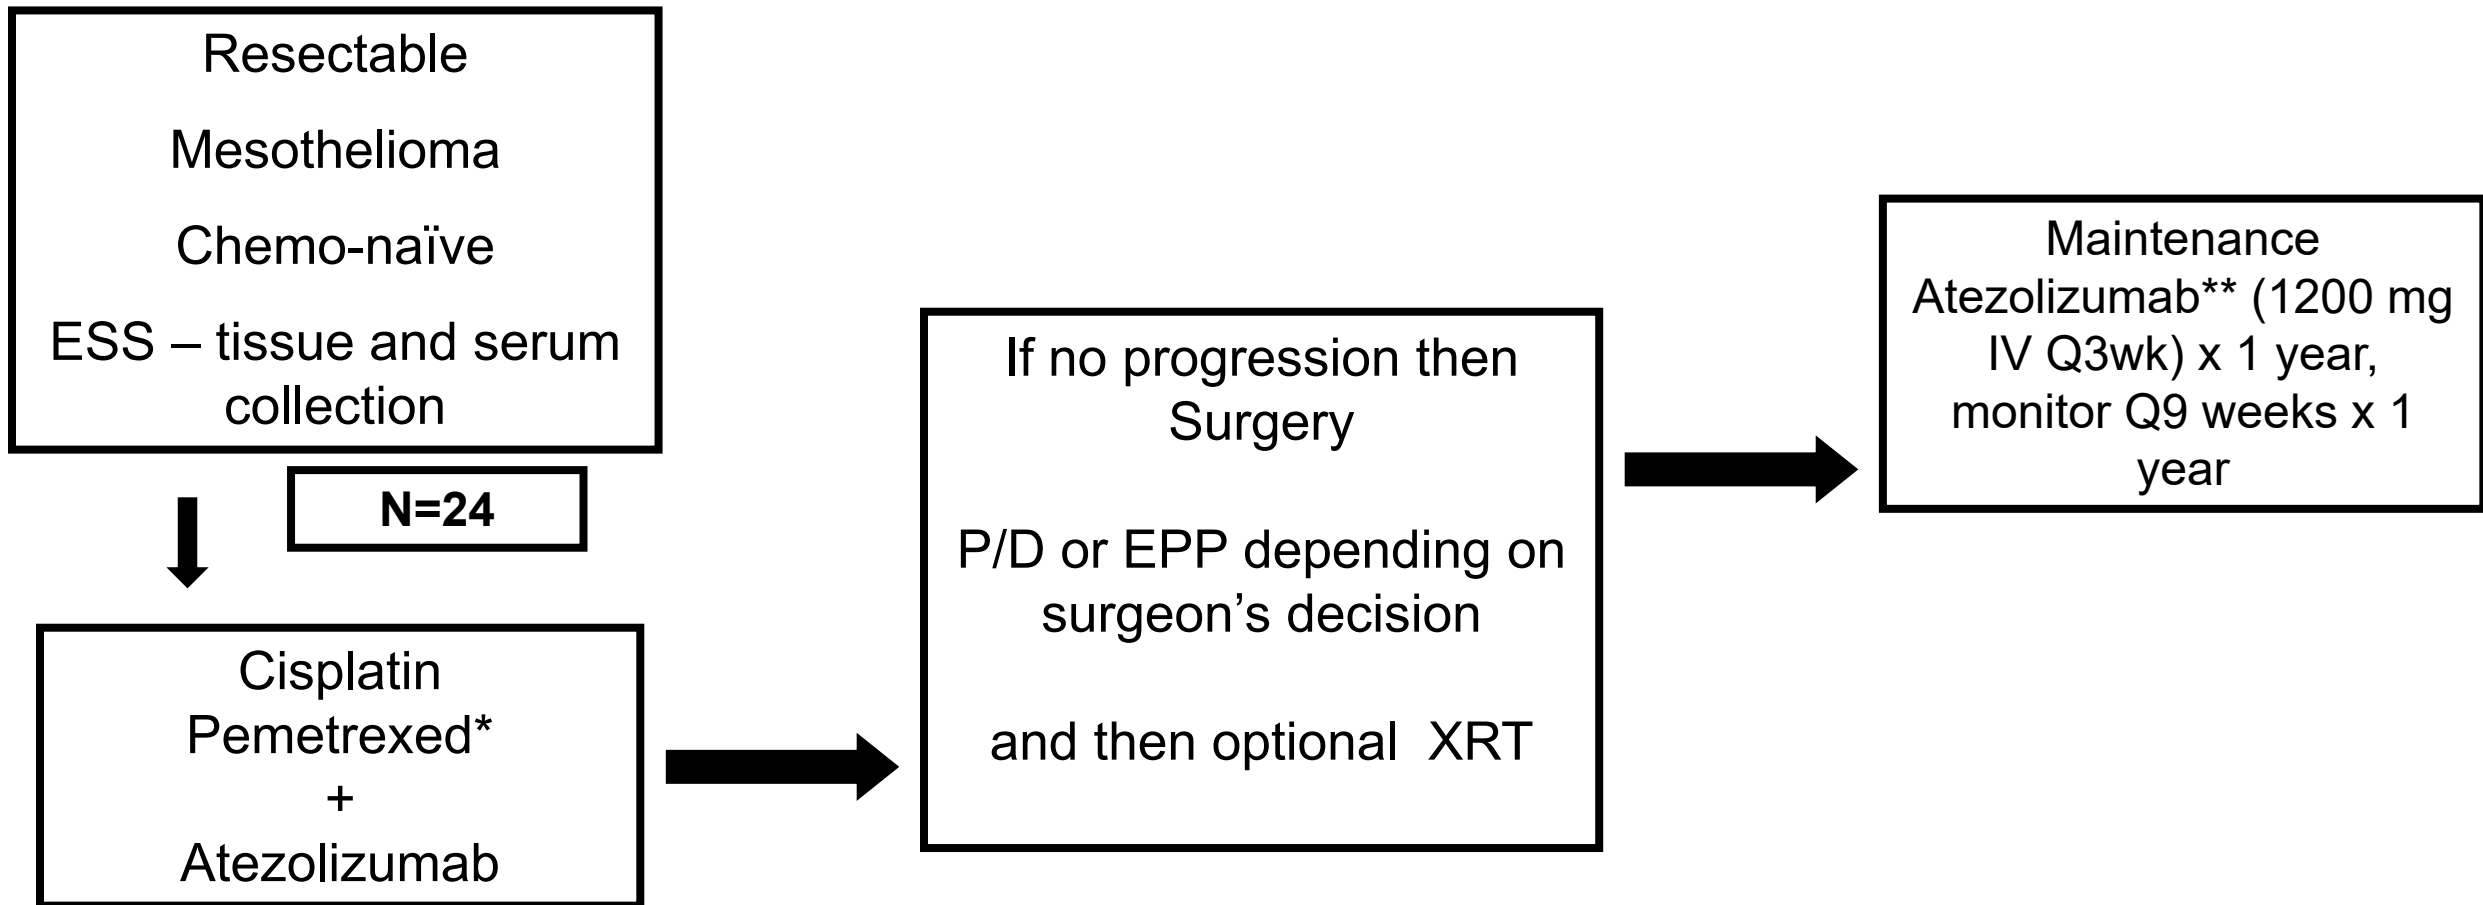 Resectable
Mesothelioma
Chemo-naïve
ESS – tissue and serum
collection
N=24
Cisplatin
Pemetrexed*
+
Atezolizumab
If no progression then
Surgery
P/D or EPP depending on
surgeon’s decision
and then optional XRT
Maintenance
Atezolizumab** (1200 mg
IV Q3wk) x 1 year,
monitor Q9 weeks x 1
year